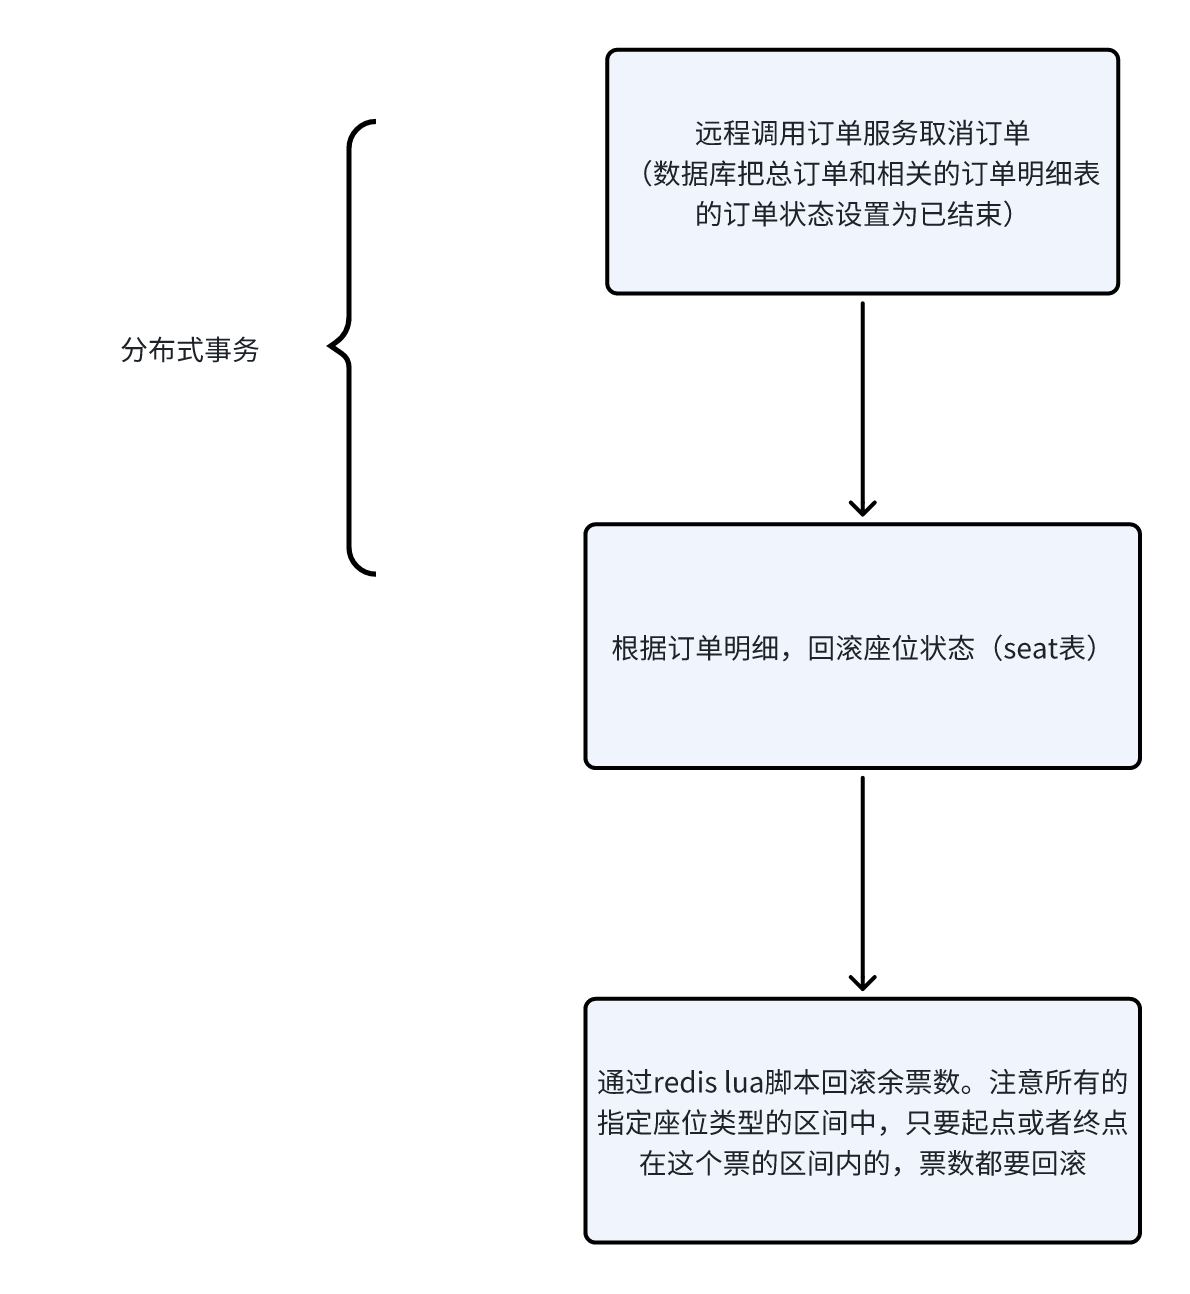 远程调用订单服务取消订单
（数据库把总订单和相关的订单明细表
的订单状态设置为已结束）
分布式事务
根据订单明细，回滚座位状态（seat表）
通过redis lua脚本回滚余票数。注意所有的
指定座位类型的区间中，只要起点或者终点
在这个票的区间内的，票数都要回滚